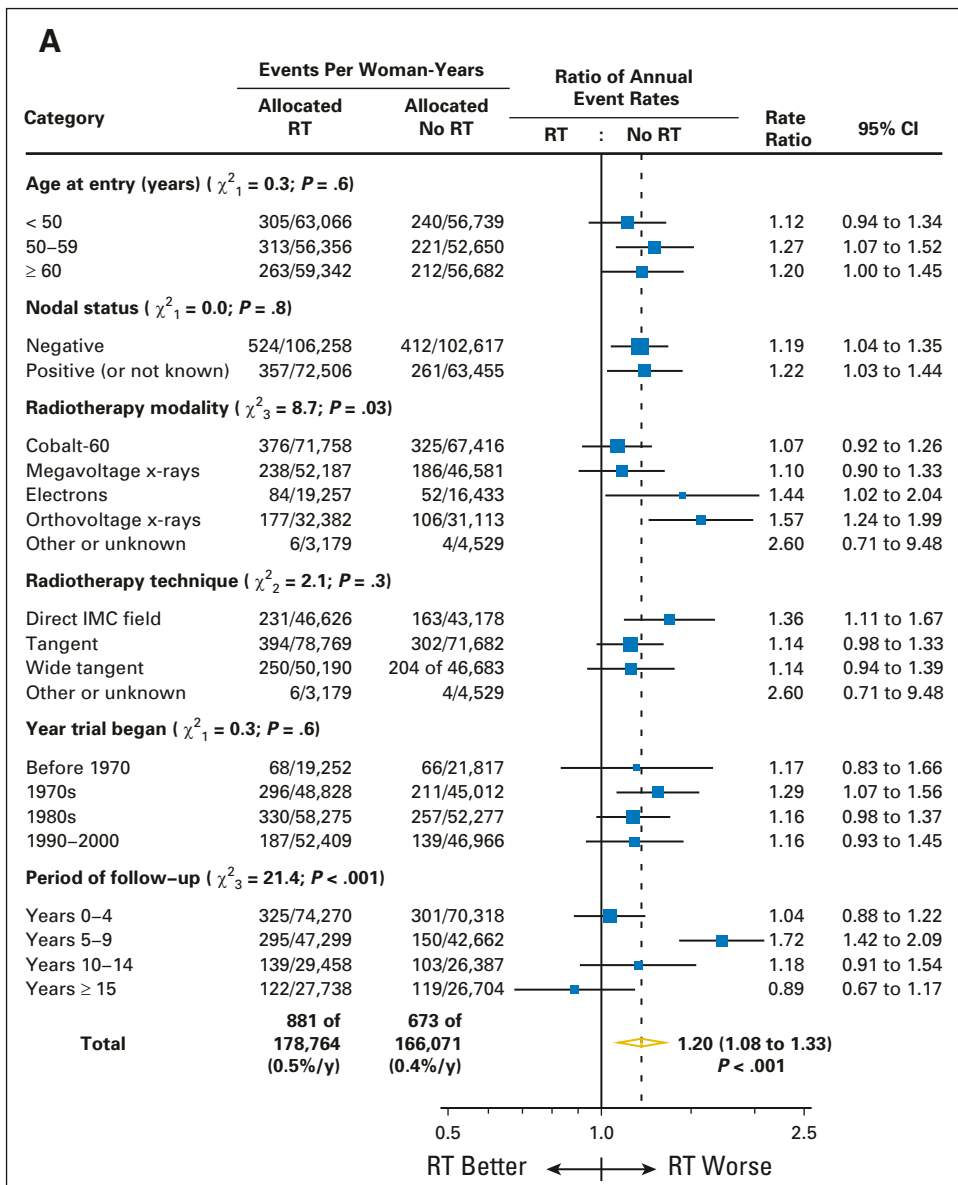 A
Events Per Woman-Years
Ratio of Annual
Event Rates
Category
Allocated
RT
Allocated
No RT
RT : No RT
Rate
Ratio
95% CI
Age at entry (years) ( χ²₁ = 0.3; P = .6)
< 50 305/63,066 240/56,739 1.12 0.94 to 1.34
50–59 313/56,356 221/52,650 1.27 1.07 to 1.52
≥ 60 263/59,342 212/56,682 1.20 1.00 to 1.45
Nodal status ( χ²₁ = 0.0; P = .8)
Negative 524/106,258 412/102,617 1.19 1.04 to 1.35
Positive (or not known) 357/72,506 261/63,455 1.22 1.03 to 1.44
Radiotherapy modality ( χ²₃ = 8.7; P = .03)
Cobalt-60 376/71,758 325/67,416 1.07 0.92 to 1.26
Megavoltage x-rays 238/52,187 186/46,581 1.10 0.90 to 1.33
Electrons 84/19,257 52/16,433 1.44 1.02 to 2.04
Orthovoltage x-rays 177/32,382 106/31,113 1.57 1.24 to 1.99
Other or unknown 6/3,179 4/4,529 2.60 0.71 to 9.48
Radiotherapy technique ( χ²₂ = 2.1; P = .3)
Direct IMC field 231/46,626 163/43,178 1.36 1.11 to 1.67
Tangent 394/78,769 302/71,682 1.14 0.98 to 1.33
Wide tangent 250/50,190 204 of 46,683 1.14 0.94 to 1.39
Other or unknown 6/3,179 4/4,529 2.60 0.71 to 9.48
Year trial began ( χ²₁ = 0.3; P = .6)
Before 1970 68/19,252 66/21,817 1.17 0.83 to 1.66
1970s 296/48,828 211/45,012 1.29 1.07 to 1.56
1980s 330/58,275 257/52,277 1.16 0.98 to 1.37
1990–2000 187/52,409 139/46,966 1.16 0.93 to 1.45
Period of follow–up ( χ²₃ = 21.4; P < .001)
Years 0–4 325/74,270 301/70,318 1.04 0.88 to 1.22
Years 5–9 295/47,299 150/42,662 1.72 1.42 to 2.09
Years 10–14 139/29,458 103/26,387 1.18 0.91 to 1.54
Years ≥ 15 122/27,738 119/26,704 0.89 0.67 to 1.17
881 of 673 of
Total 178,764 166,071 1.20 (1.08 to 1.33)
(0.5%/y) (0.4%/y) P < .001
0.5 1.0 2.5
RT Better RT Worse